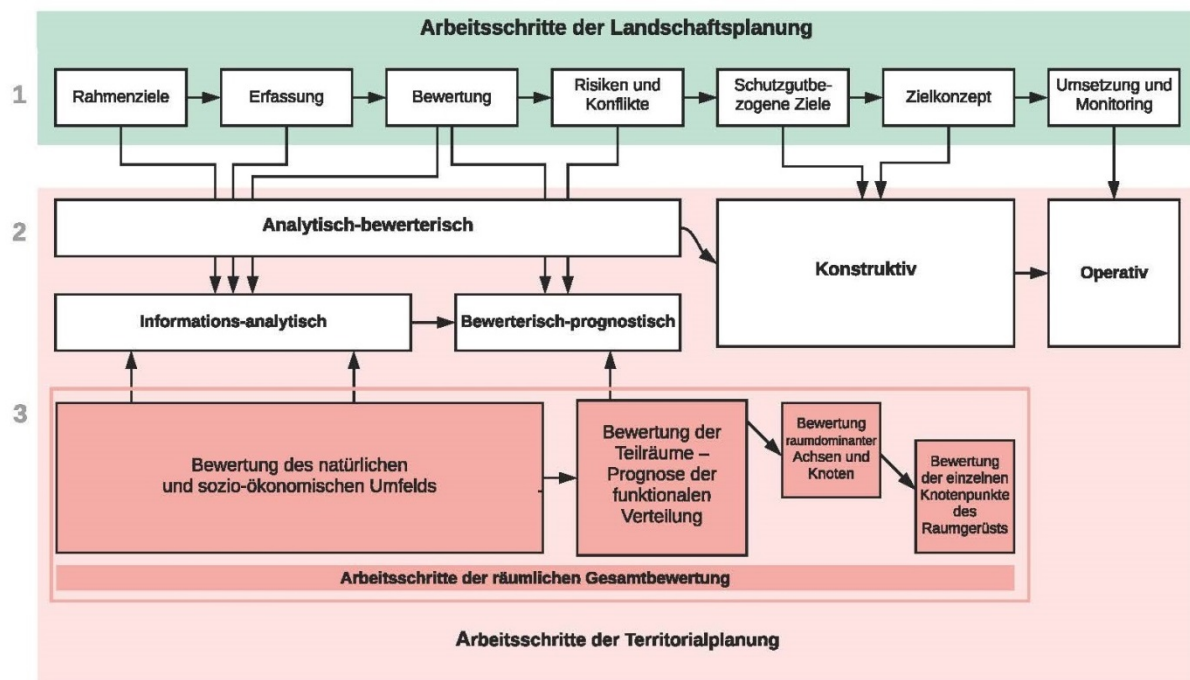 Arbeitsschritte der Landschaftsplanung
1
Rahmenziele
Erfassung
Bewertung
Risiken und
Konflikte
Schutzgutbe-
zogene Ziele
Zielkonzept
Umsetzung und
Monitoring
2
Analytisch-bewerterisch
Konstruktiv
Operativ
Informations-analytisch
Bewerterisch-prognostisch
3
Bewertung des natürlichen
und sozio-ökonomischen Umfelds
Bewertung der
Teilräume –
Prognose der
funktionalen
Verteilung
Bewertung
raumdominanter
Achsen und
Knoten
Bewertung
der einzelnen
Knotenpunkte
des
Raumgerüsts
Arbeitsschritte der räumlichen Gesamtbewertung
Arbeitsschritte der Territorialplanung